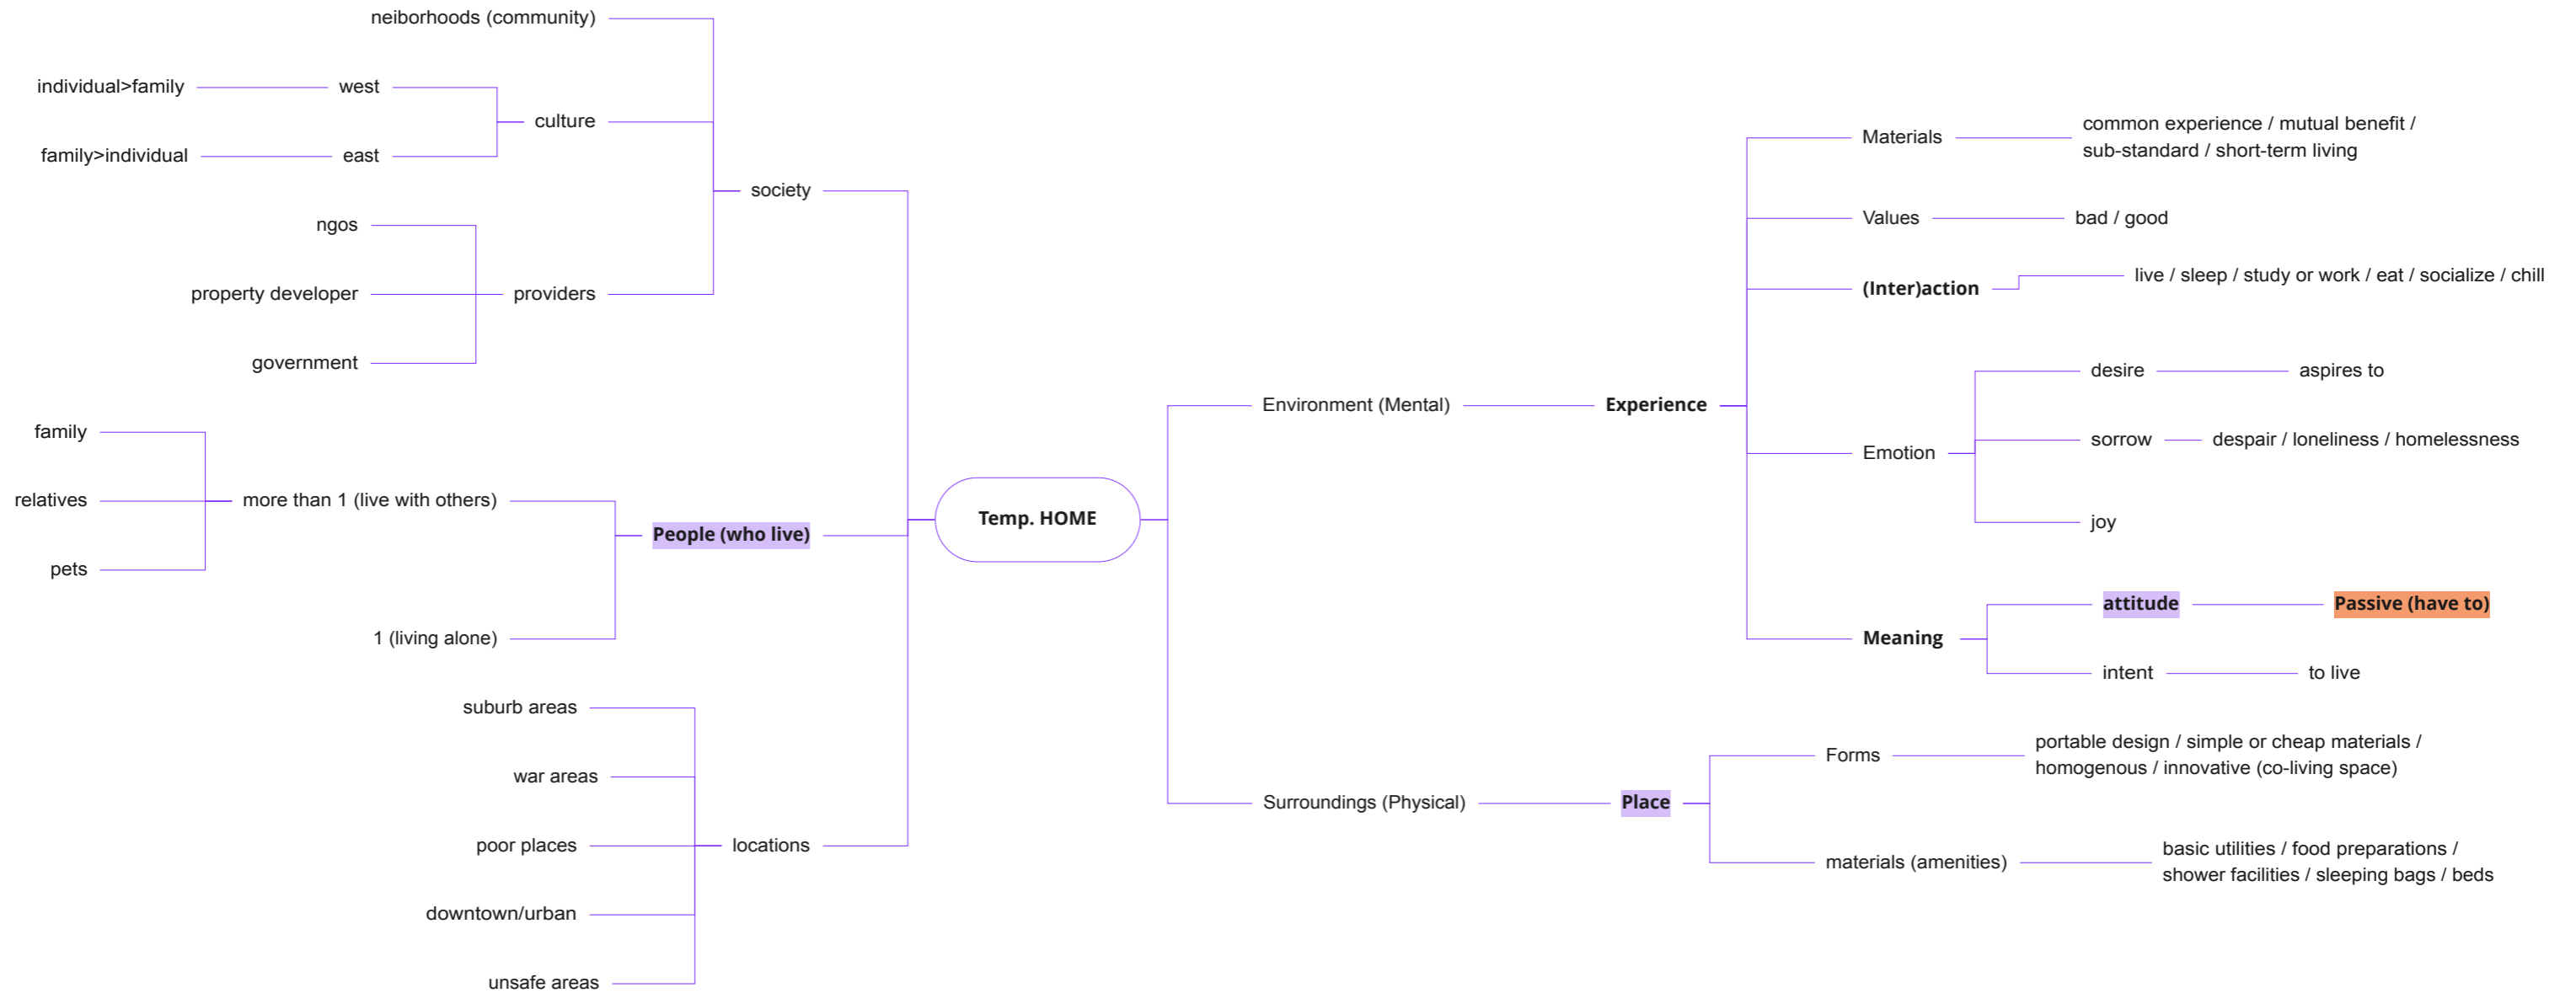 neiborhoods (community)
individual>family
west
culture
family>individual
east
society
ngos
property developer
providers
government
family
relatives
more than 1 (live with others)
pets
People (who live)
1 (living alone)
suburb areas
war areas
poor places
locations
downtown/urban
unsafe areas
Temp. HOME
Environment (Mental)
Experience
Materials
common experience / mutual benefit /
sub-standard / short-term living
Values
bad / good
(Inter)action
live / sleep / study or work / eat / socialize / chill
Emotion
desire
aspires to
sorrow
despair / loneliness / homelessness
joy
Meaning
attitude
Passive (have to)
intent
to live
Surroundings (Physical)
Place
Forms
portable design / simple or cheap materials /
homogenous / innovative (co-living space)
materials (amenities)
basic utilities / food preparations /
shower facilities / sleeping bags / beds